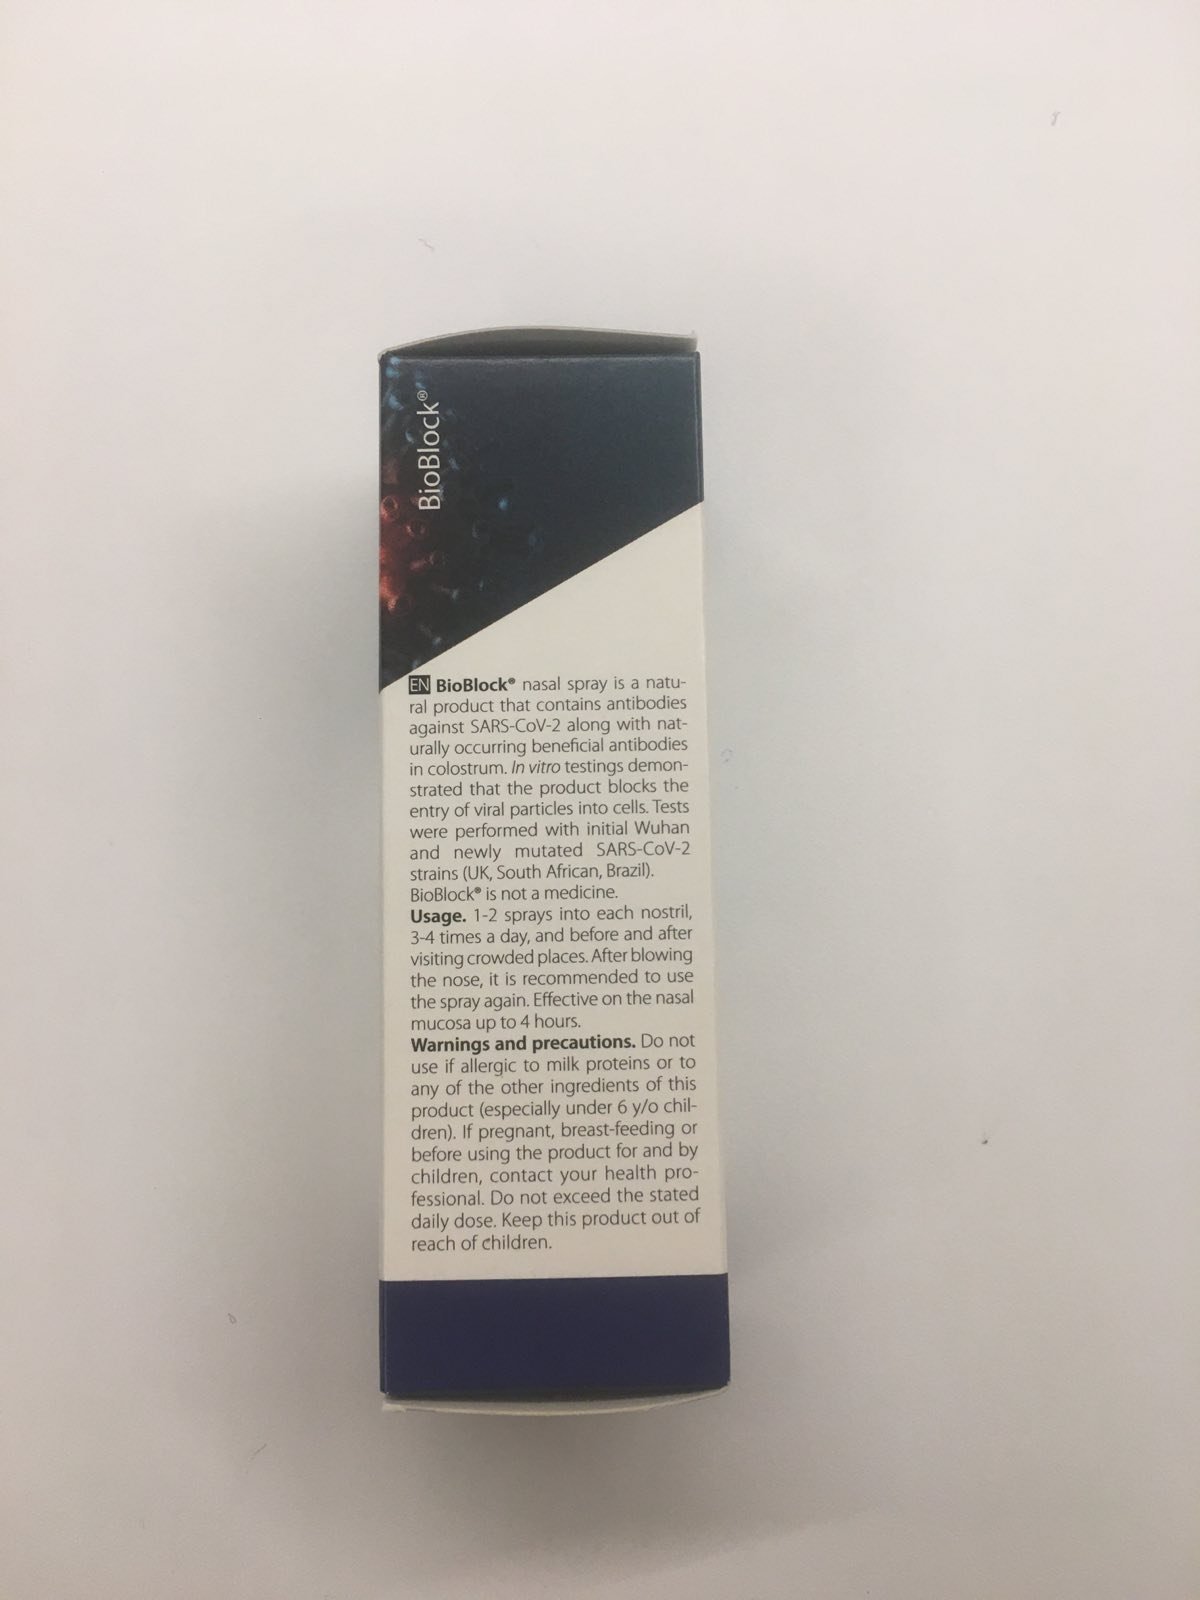 BioBlock®
EN BioBlock® nasal spray is a natu-
ral product that contains antibodies
against SARS-CoV-2 along with nat-
urally occurring beneficial antibodies
in colostrum. In vitro testings demon-
strated that the product blocks the
entry of viral particles into cells. Tests
were performed with initial Wuhan
and newly mutated SARS-CoV-2
strains (UK, South African, Brazil).
BioBlock® is not a medicine.
Usage. 1-2 sprays into each nostril,
3-4 times a day, and before and after
visiting crowded places. After blowing
the nose, it is recommended to use
the spray again. Effective on the nasal
mucosa up to 4 hours.
Warnings and precautions. Do not
use if allergic to milk proteins or to
any of the other ingredients of this
product (especially under 6 y/o chil-
dren). If pregnant, breast-feeding or
before using the product for and by
children, contact your health pro-
fessional. Do not exceed the stated
daily dose. Keep this product out of
reach of children.